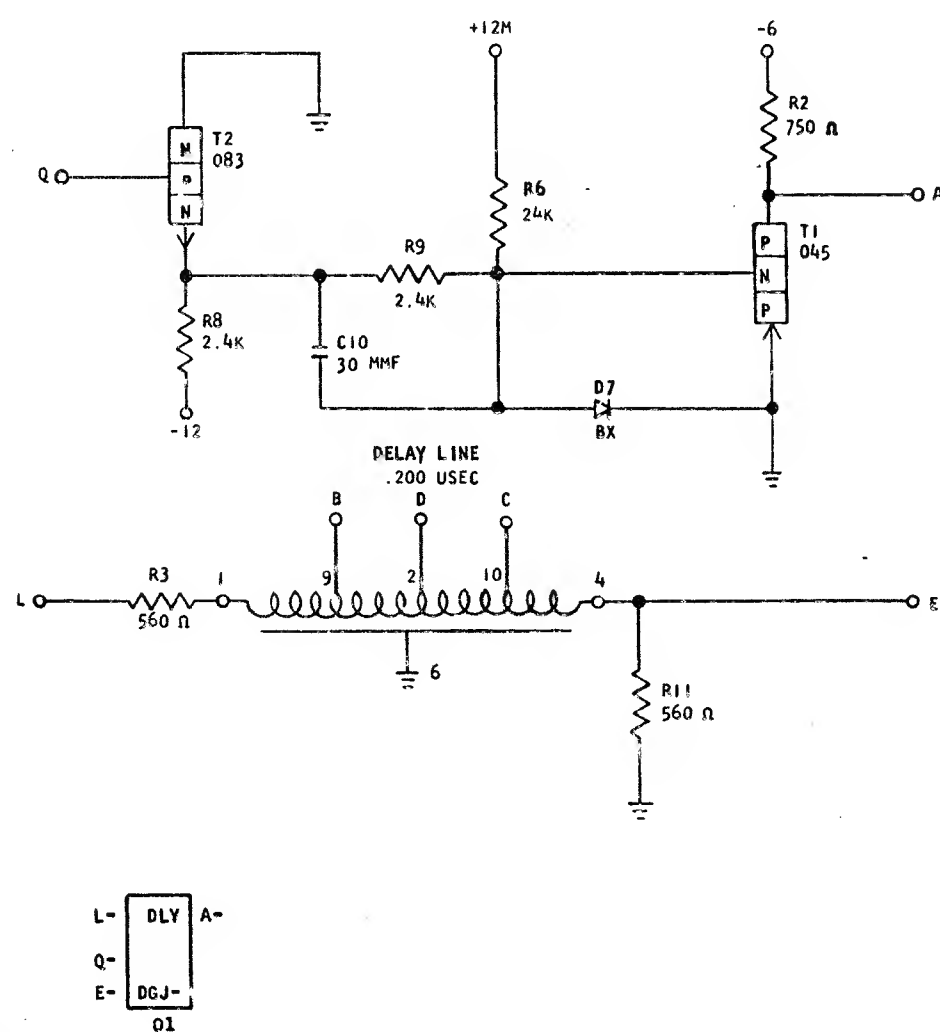 +12M
-6
R2
750 Ω
N
P
N
T2
083
Q
R6
24K
A
P
N
P
T1
045
R9
2.4K
R8
2.4K
C10
30 MMF
-12
D7
BX
DELAY LINE
.200 USEC
B
D
C
L
R3
560 Ω
1
9
2
10
4
E
6
R11
560 Ω
L- DLY A-
Q-
E- DGJ-
01